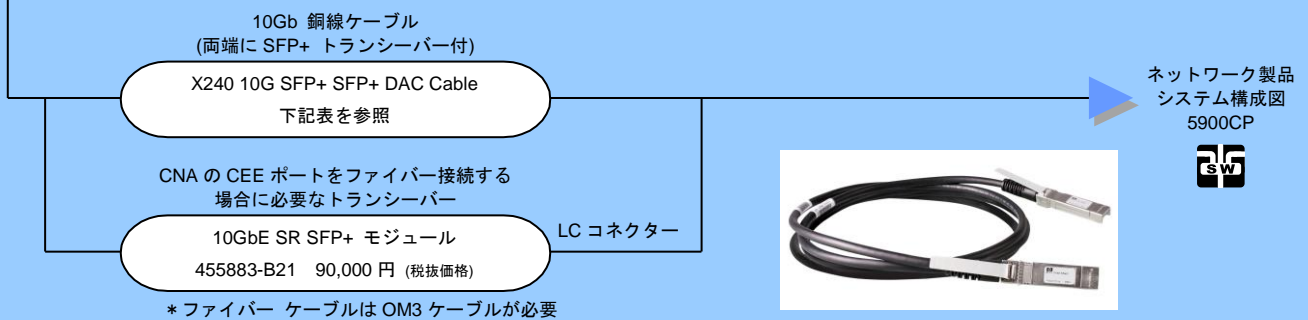 10Gb 銅線ケーブル
(両端に SFP+ トランシーバー付)
X240 10G SFP+ SFP+ DAC Cable
下記表を参照
CNA の CEE ポートをファイバー接続する
場合に必要なトランシーバー
10GbE SR SFP+ モジュール
455883-B21 90,000 円 (税抜価格)
LC コネクター
*ファイバー ケーブルは OM3 ケーブルが必要
ネットワーク製品
システム構成図
5900CP
SW